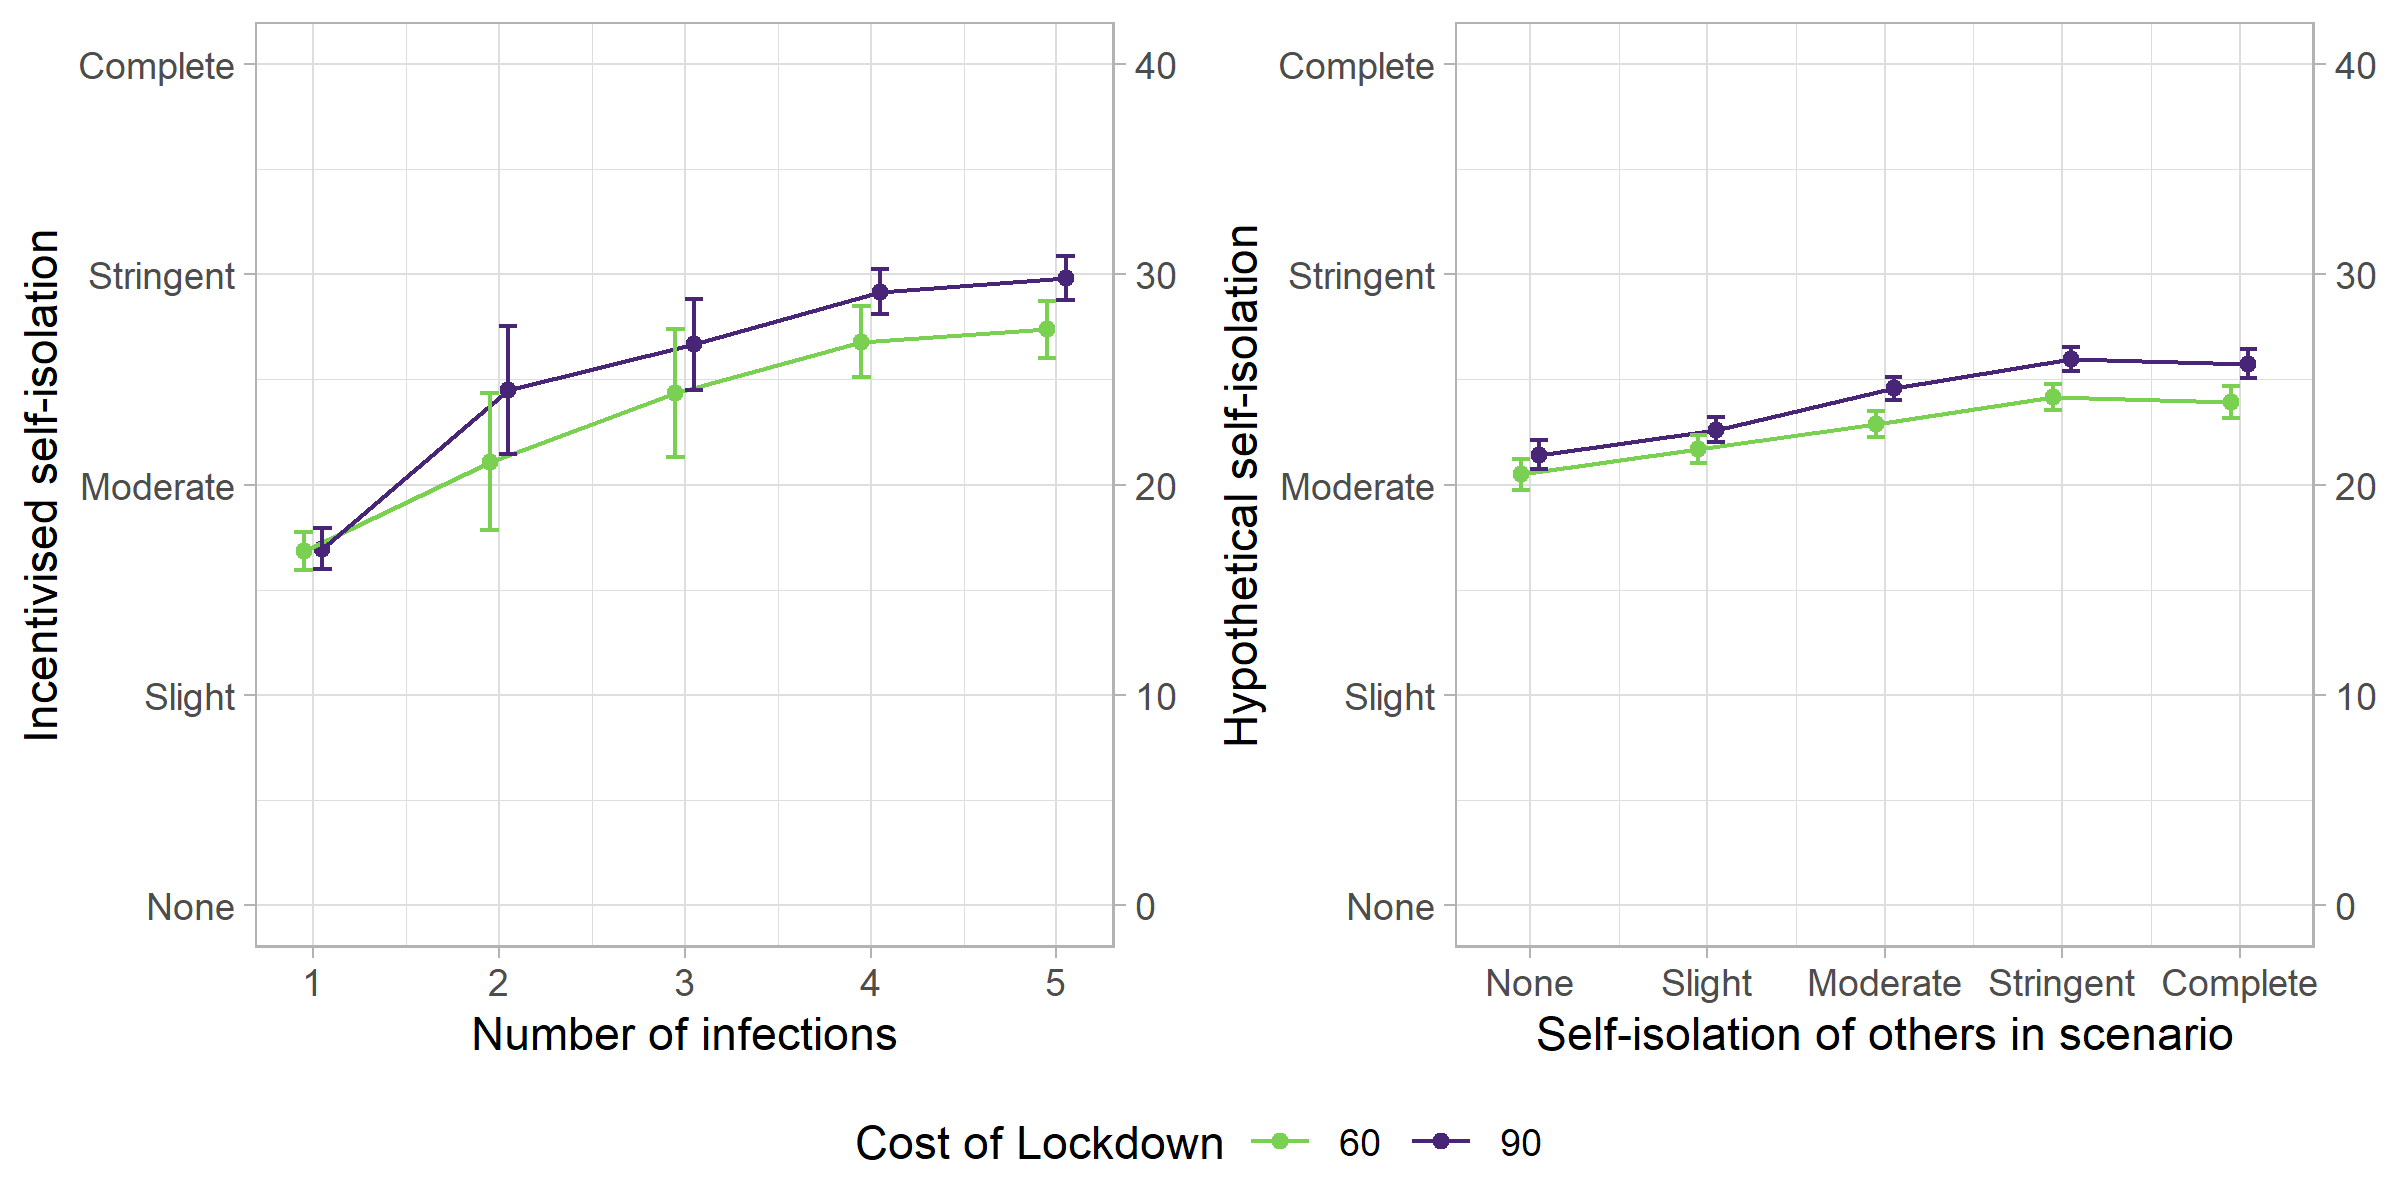 Incentivised self-isolation
Complete
Stringent
Moderate
Slight
None
40
30
20
10
0
1 2 3 4 5
Number of infections
Hypothetical self-isolation
Complete
Stringent
Moderate
Slight
None
40
30
20
10
0
None Slight Moderate Stringent Complete
Self-isolation of others in scenario
Cost of Lockdown 60 90